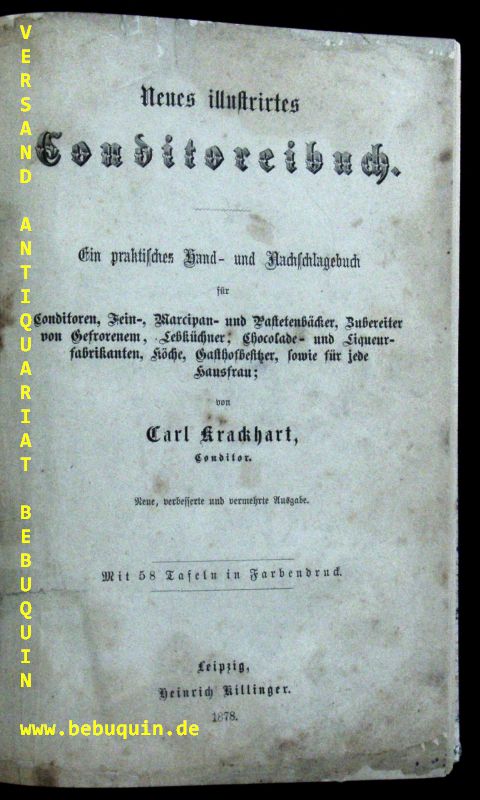 VERSAND ANTIQUARIAT BEBUQUIN
Neues illustrirtes
Conditoreibuch.
Ein praktisches Hand- und Nachschlagebuch
für
Conditoren, Fein-, Marcipan- und Pastetenbäcker, Zubereiter
von Gefrorenem, Lebküchner, Chocolade- und Liqueur-
fabrikanten, Köche, Gasthofbesitzer, sowie für jede
Hausfrau;
von
Carl Krackhart,
Conditor.
Neue, verbesserte und vermehrte Ausgabe.
Mit 58 Tafeln in Farbendruck.
Leipzig,
Heinrich Killinger.
1878.
www.bebuquin.de